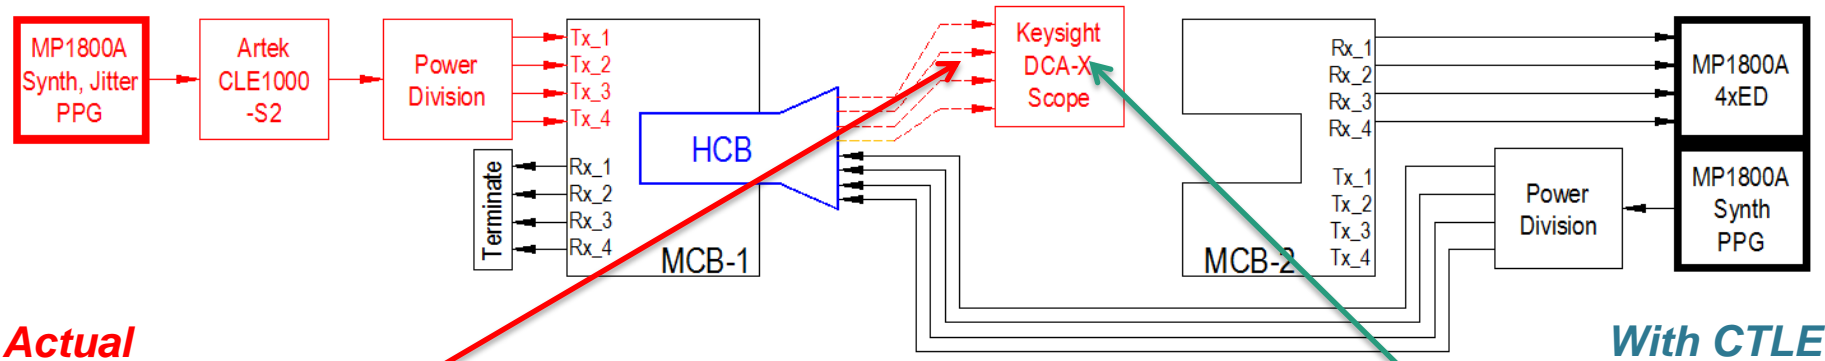 MP1800A
Synth, Jitter
PPG
Artek
CLE1000
-S2
Power
Division
Tx_1
Tx_2
Tx_3
Tx_4
Rx_1
Rx_2
Rx_3
Rx_4
Terminate
MCB-1
HCB
Keysight
DCA-X
Scope
Rx_1
Rx_2
Rx_3
Rx_4
Tx_1
Tx_2
Tx_3
Tx_4
MCB-2
Power
Division
MP1800A
4xED
MP1800A
Synth
PPG
Actual
With CTLE